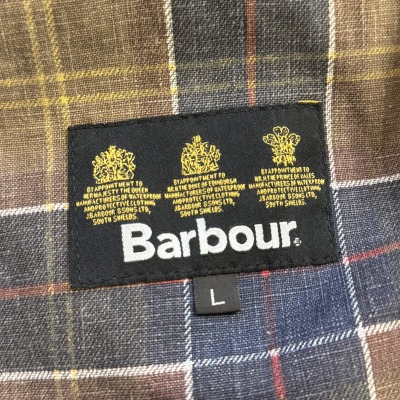 BY APPOINTMENT TO
HER MAJESTY THE QUEEN
MANUFACTURERS OF WATERPROOF
AND PROTECTIVE CLOTHING
J.BARBOUR & SONS LTD,
SOUTH SHIELDS.
BY APPOINTMENT TO
H.R.H. THE DUKE OF EDINBURGH
MANUFACTURERS OF WATERPROOF
AND PROTECTIVE CLOTHING
J.BARBOUR & SONS LTD,
SOUTH SHIELDS.
BY APPOINTMENT TO
H.R.H. THE PRINCE OF WALES
MANUFACTURERS OF WATERPROOF
AND PROTECTIVE CLOTHING
J.BARBOUR & SONS LTD,
SOUTH SHIELDS.
Barbour®
L